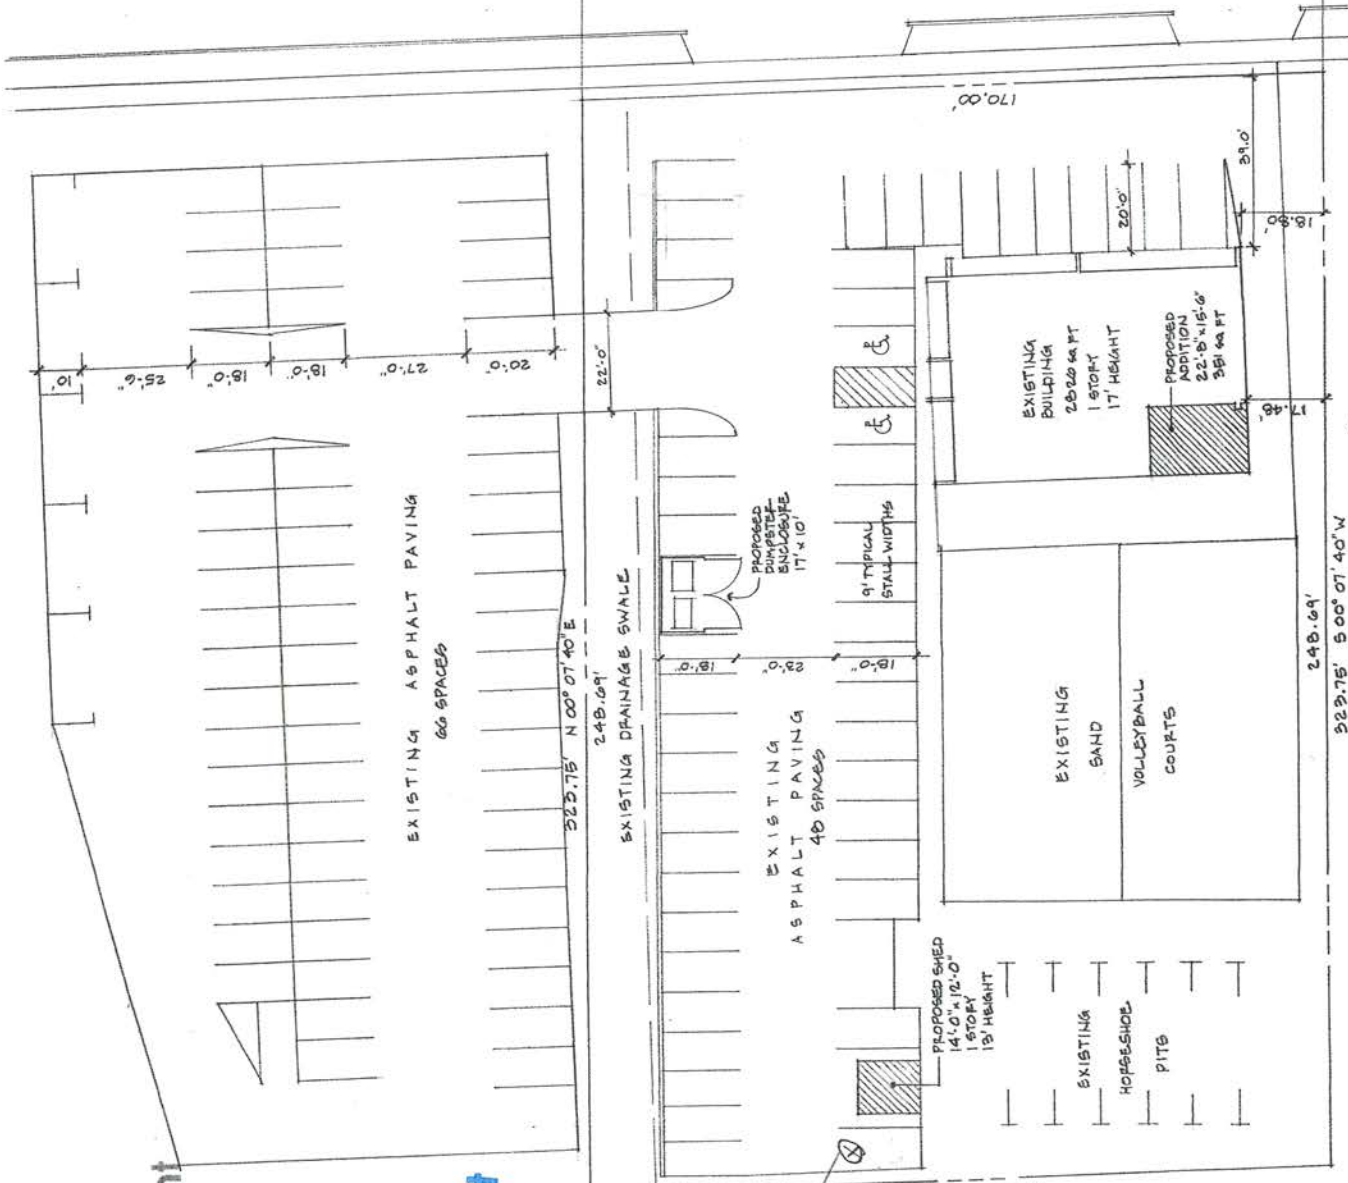 170.00'
39.0'
20'-0"
18.80'
10'
25'-6"
18'-0"
18'-0"
27'-0"
20'-0"
22'-0"
EXISTING
BUILDING
2826 SQ FT
1 STORY
17' HEIGHT
PROPOSED
ADDITION
22'-8" x 15'-6"
351 SQ FT
17.48'
EXISTING ASPHALT PAVING
66 SPACES
PROPOSED
DUMPSTER
ENCLOSURE
17' x 10'
9' TYPICAL
STALL WIDTHS
323.75' N 00° 07' 40" E
248.69'
EXISTING DRAINAGE SWALE
18'-0"
23'-0"
18'-0"
EXISTING
ASPHALT PAVING
48 SPACES
EXISTING
SAND
VOLLEYBALL
COURTS
248.69'
323.75' S 00° 07' 40" W
PROPOSED SHED
14'-0" x 12'-0"
1 STORY
13' HEIGHT
EXISTING
HORSESHOE
PITS
X